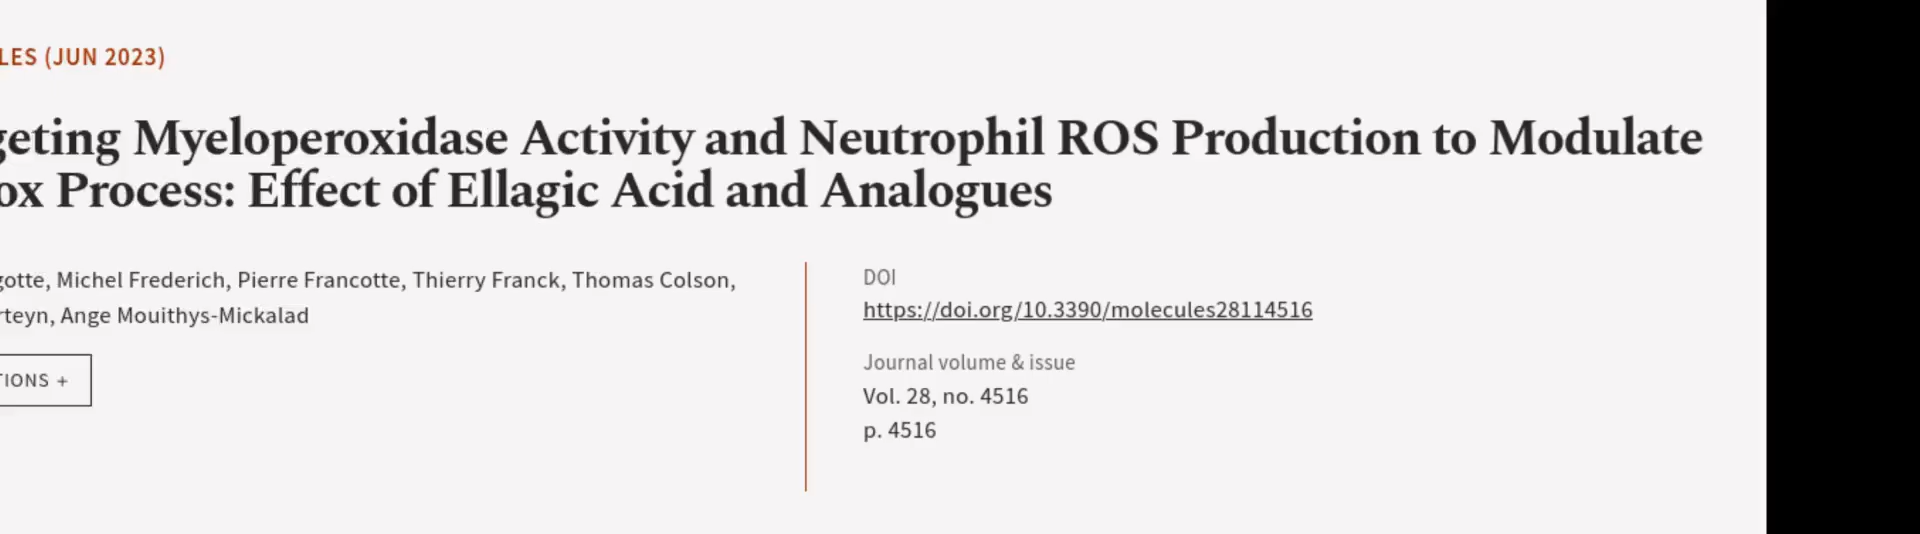 LES (JUN 2023)
geting Myeloperoxidase Activity and Neutrophil ROS Production to Modulate
ox Process: Effect of Ellagic Acid and Analogues
gotte, Michel Frederich, Pierre Francotte, Thierry Franck, Thomas Colson,
rteyn, Ange Mouithys-Mickalad
TIONS +
DOI
https://doi.org/10.3390/molecules28114516
Journal volume & issue
Vol. 28, no. 4516
p. 4516